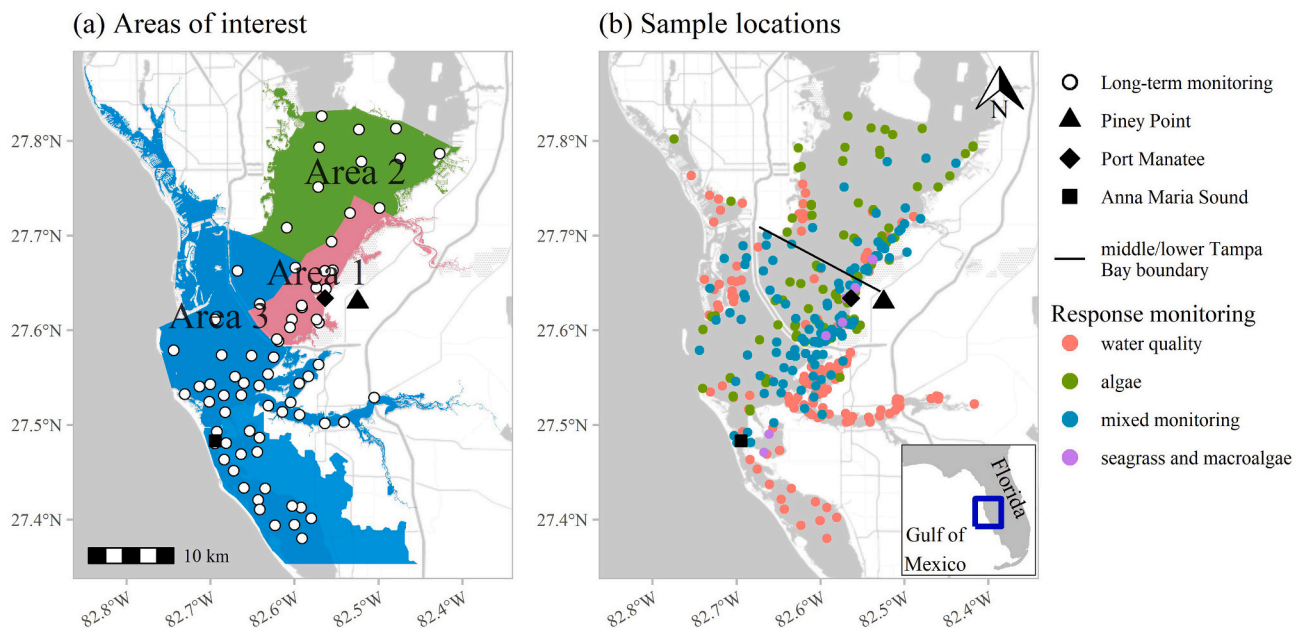 (a) Areas of interest
27.8°N
27.7°N
27.6°N
27.5°N
27.4°N
Area 2
Area 1
Area 3
10 km
82.8°W
82.7°W
82.6°W
82.5°W
82.4°W
(b) Sample locations
27.8°N
27.7°N
27.6°N
27.5°N
27.4°N
N
Florida
Gulf of
Mexico
82.8°W
82.7°W
82.6°W
82.5°W
82.4°W
Long-term monitoring
Piney Point
Port Manatee
Anna Maria Sound
middle/lower Tampa
Bay boundary
Response monitoring
water quality
algae
mixed monitoring
seagrass and macroalgae